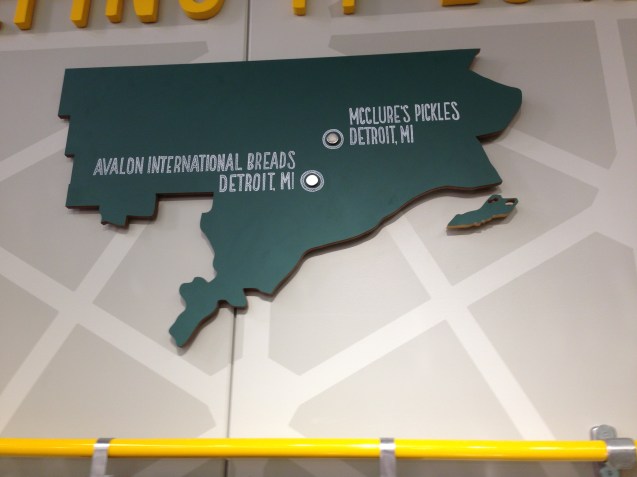 MCCLURE'S PICKLES
DETROIT, MI
AVALON INTERNATIONAL BREADS
DETROIT, MI